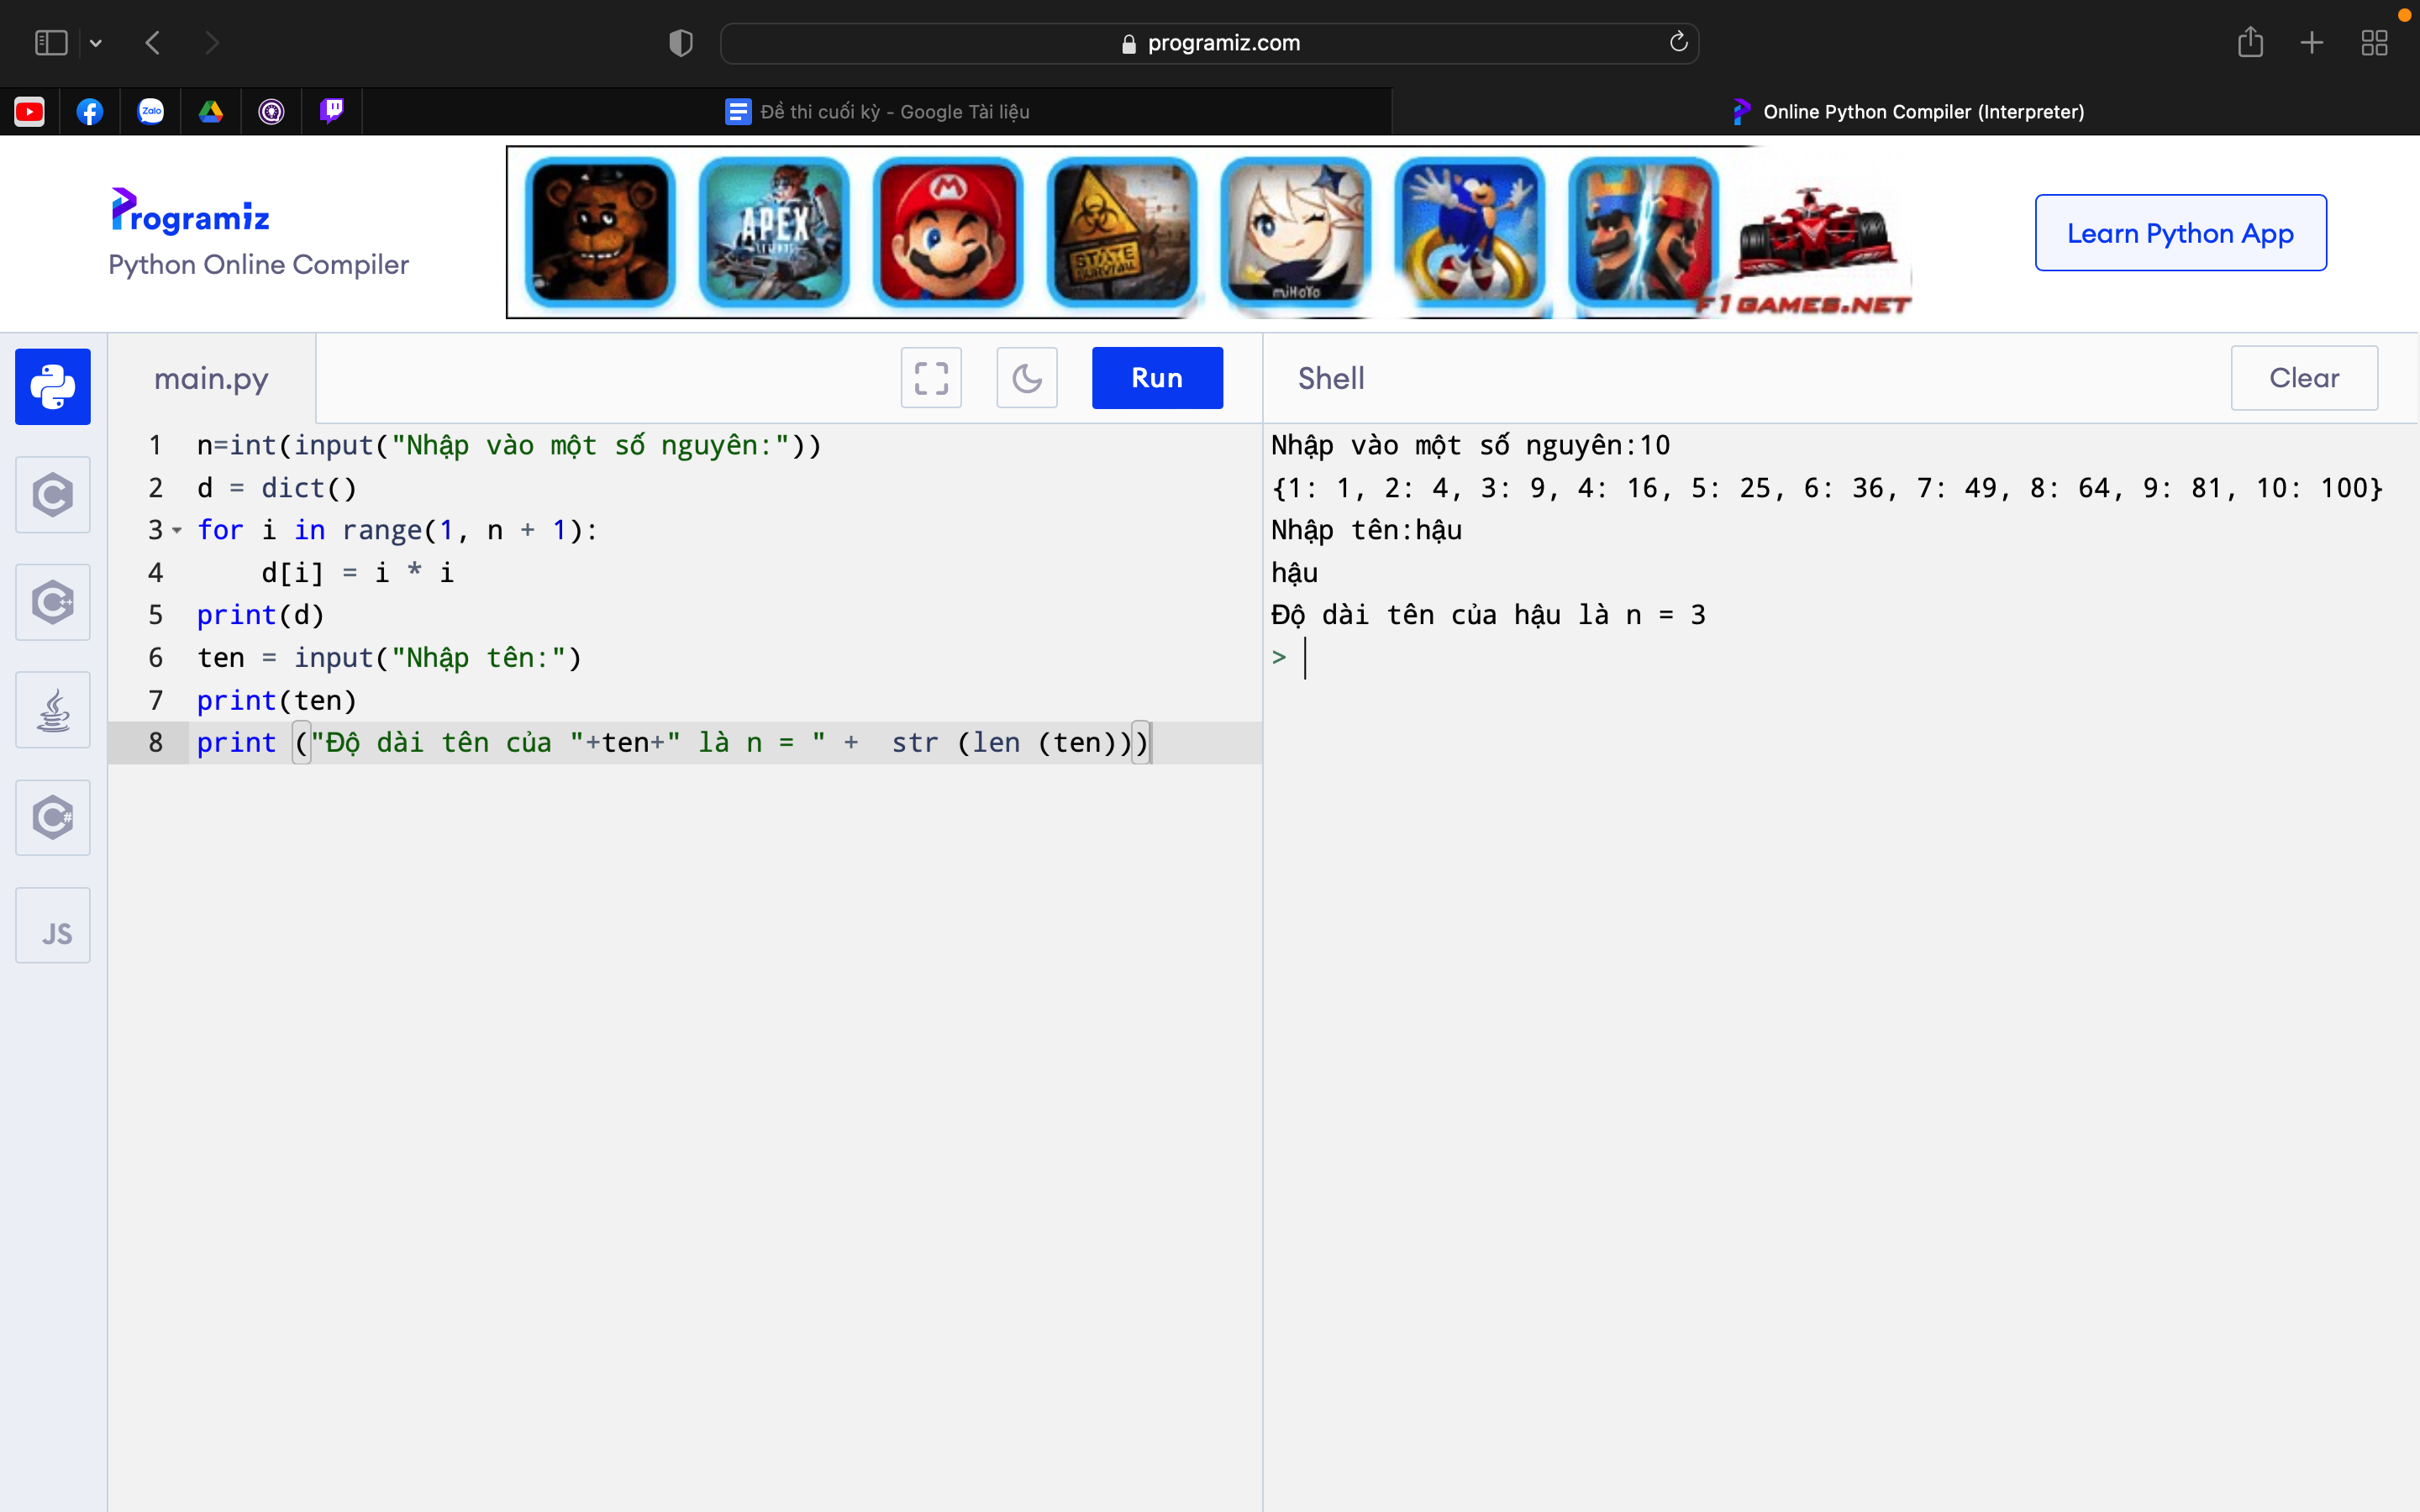 programiz.com
Zalo
Đề thi cuối kỳ - Google Tài liệu
Online Python Compiler (Interpreter)
Programiz
Python Online Compiler
APEX
LEGENDS
M
STATE
SURVIVAL
miHoYo
F1GAMES.NET
Learn Python App
main.py
Run
Shell
Clear
1 n=int(input("Nhập vào một số nguyên:"))
2 d = dict()
3 for i in range(1, n + 1):
4 d[i] = i * i
5 print(d)
6 ten = input("Nhập tên:")
7 print(ten)
8 print ("Độ dài tên của "+ten+" là n = " +  str (len (ten)))
Nhập vào một số nguyên:10
{1: 1, 2: 4, 3: 9, 4: 16, 5: 25, 6: 36, 7: 49, 8: 64, 9: 81, 10: 100}
Nhập tên:hậu
hậu
Độ dài tên của hậu là n = 3
>
C
C++
C#
JS